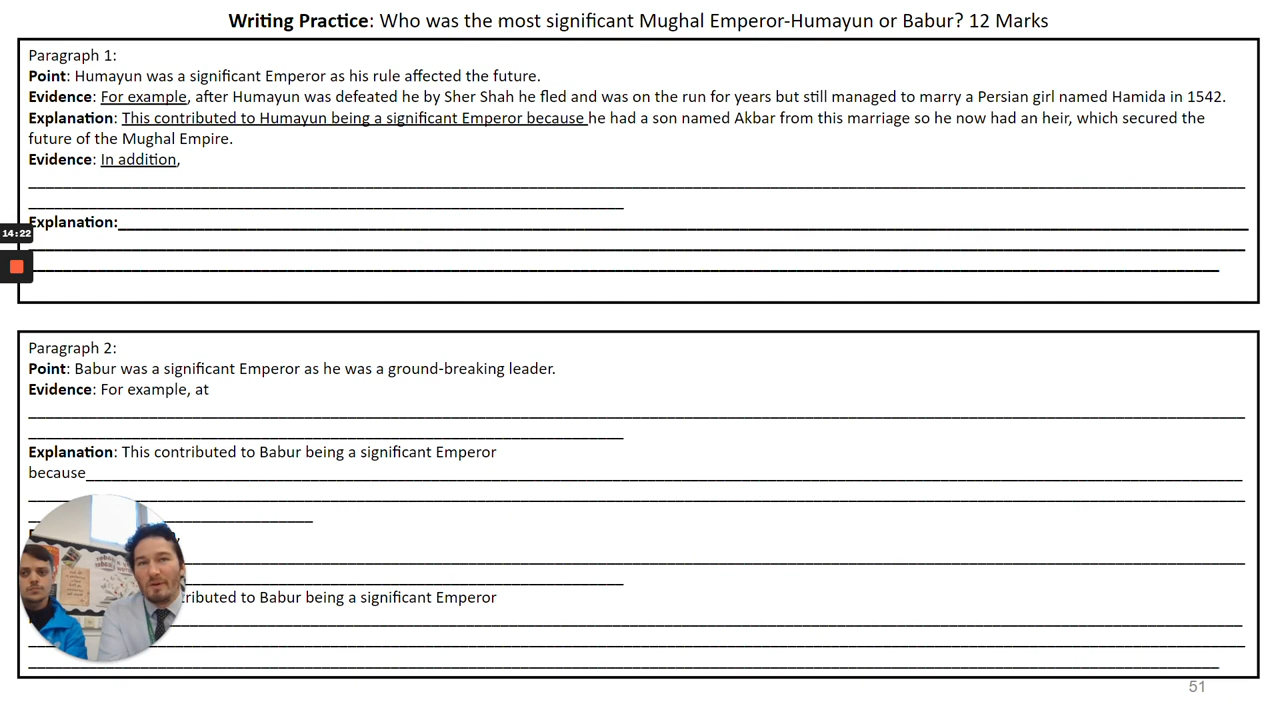 Writing Practice: Who was the most significant Mughal Emperor-Humayun or Babur? 12 Marks
Paragraph 1:
Point: Humayun was a significant Emperor as his rule affected the future.
Evidence: For example, after Humayun was defeated he by Sher Shah he fled and was on the run for years but still managed to marry a Persian girl named Hamida in 1542.
Explanation: This contributed to Humayun being a significant Emperor because he had a son named Akbar from this marriage so he now had an heir, which secured the
future of the Mughal Empire.
Evidence: In addition,
Explanation:
14:22
Paragraph 2:
Point: Babur was a significant Emperor as he was a ground-breaking leader.
Evidence: For example, at
Explanation: This contributed to Babur being a significant Emperor
because
to Babur being a significant Emperor
51